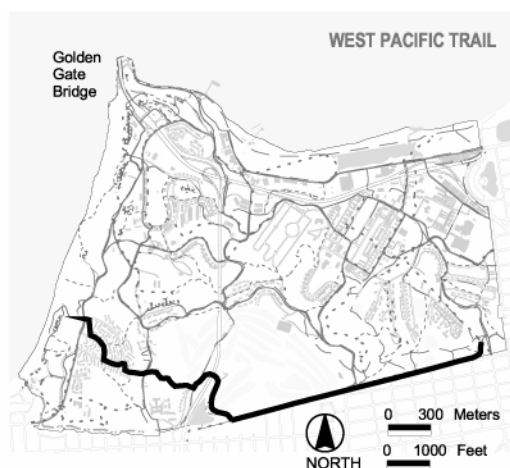 WEST PACIFIC TRAIL
Golden
Gate
Bridge
0 300 Meters
0 1000 Feet
NORTH